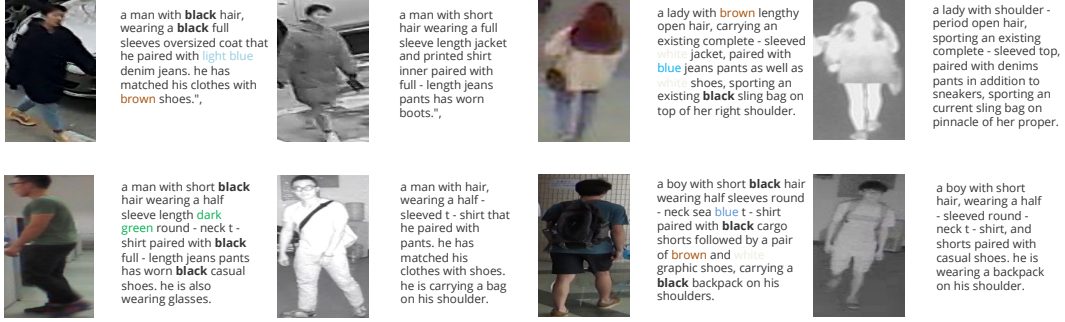 a man with black hair,
wearing a black full
sleeves oversized coat that
he paired with light blue
denim jeans. he has
matched his clothes with
brown shoes.",
a man with short
hair wearing a full
sleeve length jacket
and printed shirt
inner paired with
full - length jeans
pants has worn
boots.",
a lady with brown lengthy
open hair, carrying an
existing complete - sleeved
white jacket, paired with
blue jeans pants as well as
white shoes, sporting an
existing black sling bag on
top of her right shoulder.
a lady with shoulder -
period open hair,
sporting an existing
complete - sleeved top,
paired with denims
pants in addition to
sneakers, sporting an
current sling bag on
pinnacle of her proper.
a man with short black
hair wearing a half
sleeve length dark
green round - neck t -
shirt paired with black
full - length jeans pants
has worn black casual
shoes. he is also
wearing glasses.
a man with hair,
wearing a half -
sleeved t - shirt that
he paired with
pants. he has
matched his
clothes with shoes.
he is carrying a bag
on his shoulder.
a boy with short black hair
wearing half sleeves round
- neck sea blue t - shirt
paired with black cargo
shorts followed by a pair
of brown and white
graphic shoes, carrying a
black backpack on his
shoulders.
a boy with short
hair, wearing a half
- sleeved round -
neck t - shirt, and
shorts paired with
casual shoes. he is
wearing a backpack
on his shoulder.